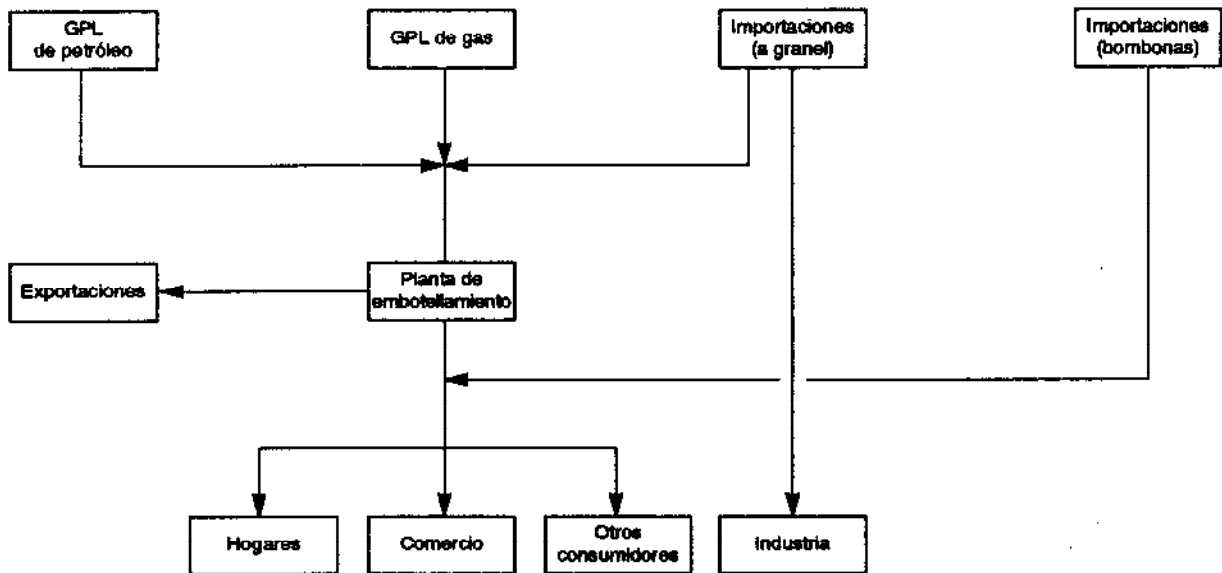 GPL
de petróleo
GPL de gas
Importaciones
(a granel)
Importaciones
(bombonas)
Exportaciones
Planta de
embotellamiento
Hogares
Comercio
Otros
consumidores
Industria